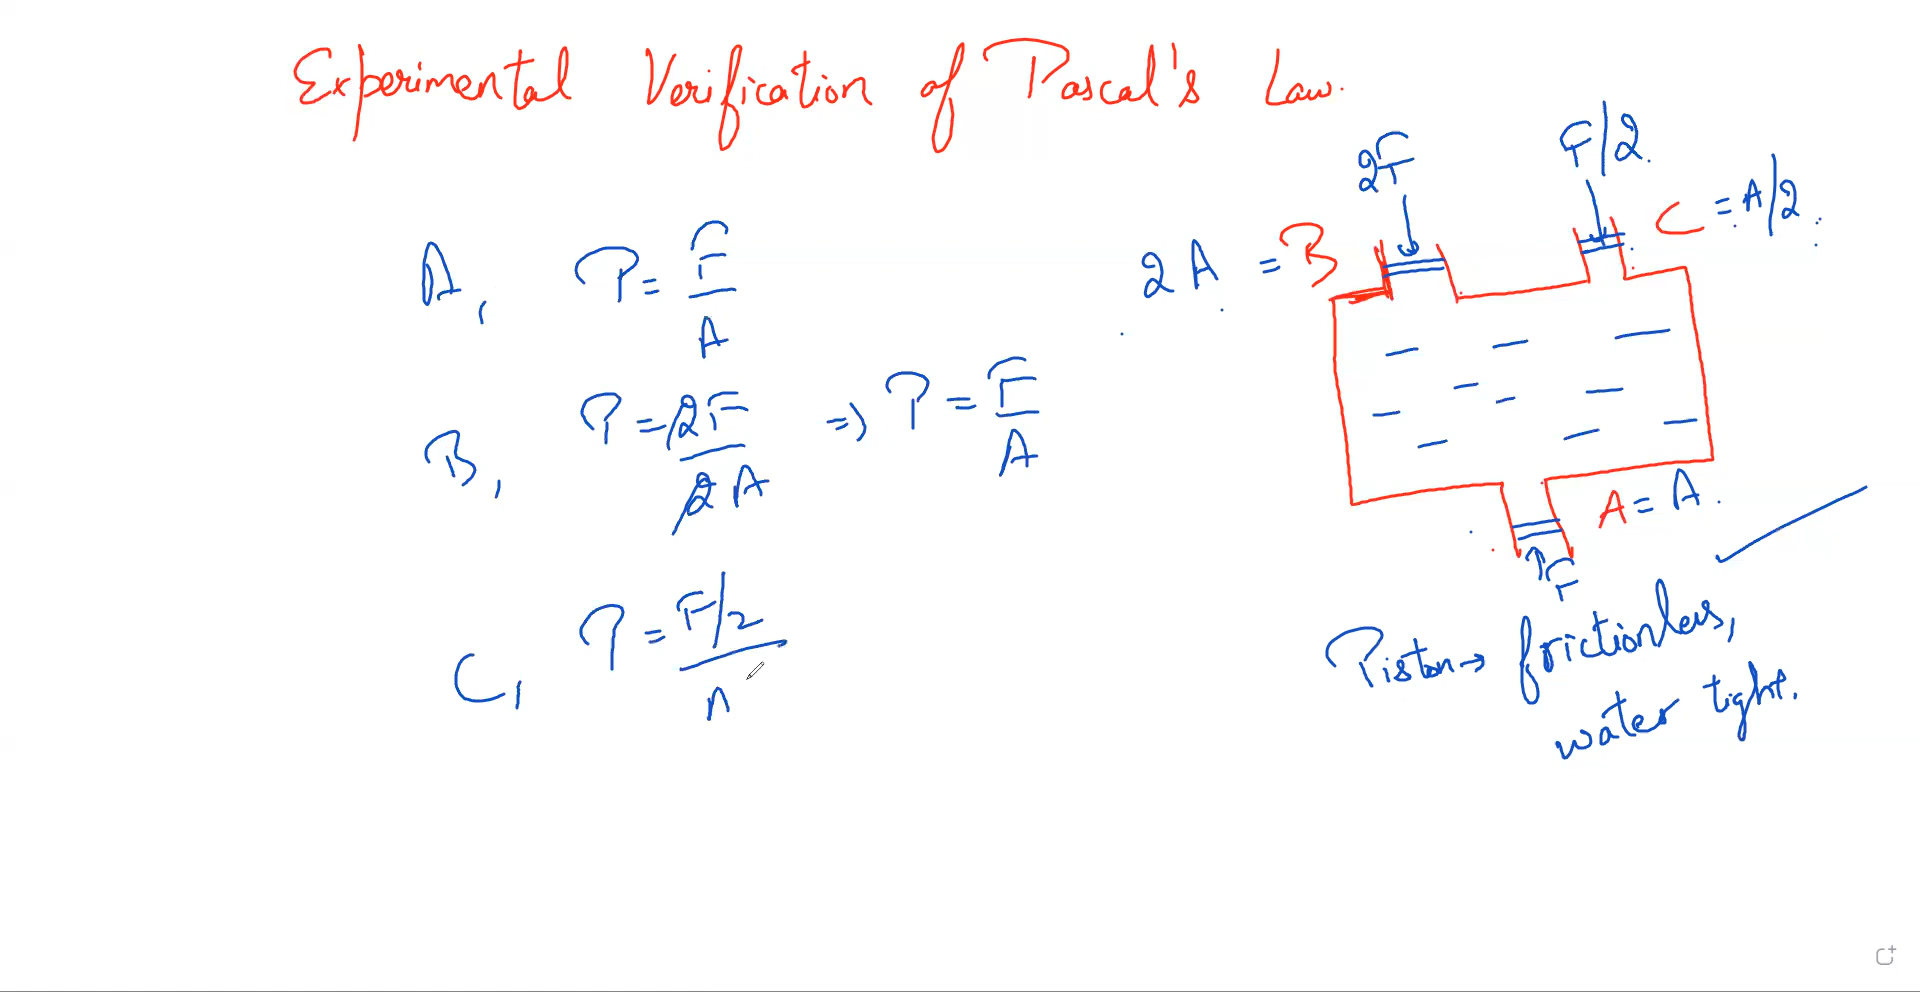 Experimental Verification of Pascal's Law.
2F
F/2.
2A = B
C = A/2
A, P = F/A
B, P = 2F/2A => P = F/A
A = A.
F
C, P = F/2
Piston → frictionless,
water tight.